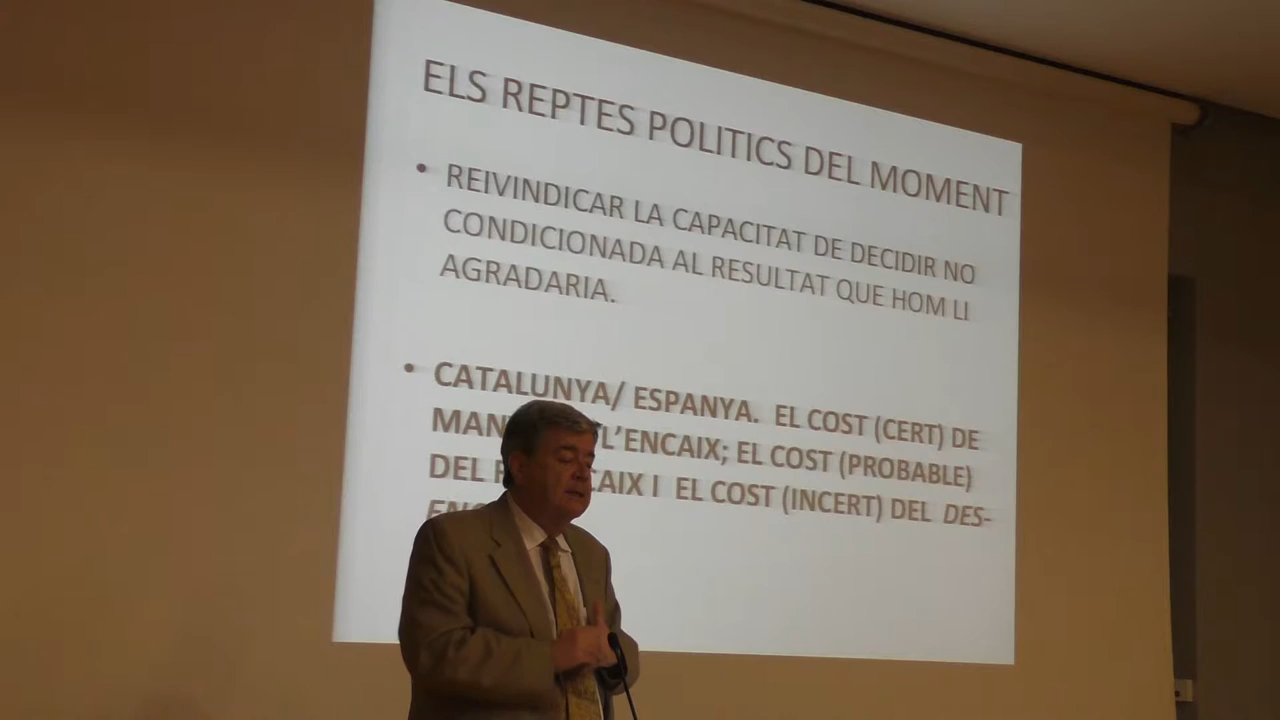 ELS REPTES POLITICS DEL MOMENT
• REIVINDICAR LA CAPACITAT DE DECIDIR NO
CONDICIONADA AL RESULTAT QUE HOM LI
AGRADARIA.
• CATALUNYA/ ESPANYA. EL COST (CERT) DE
L'ENCAIX; EL COST (PROBABLE)
DEL I EL COST (INCERT) DEL DES-